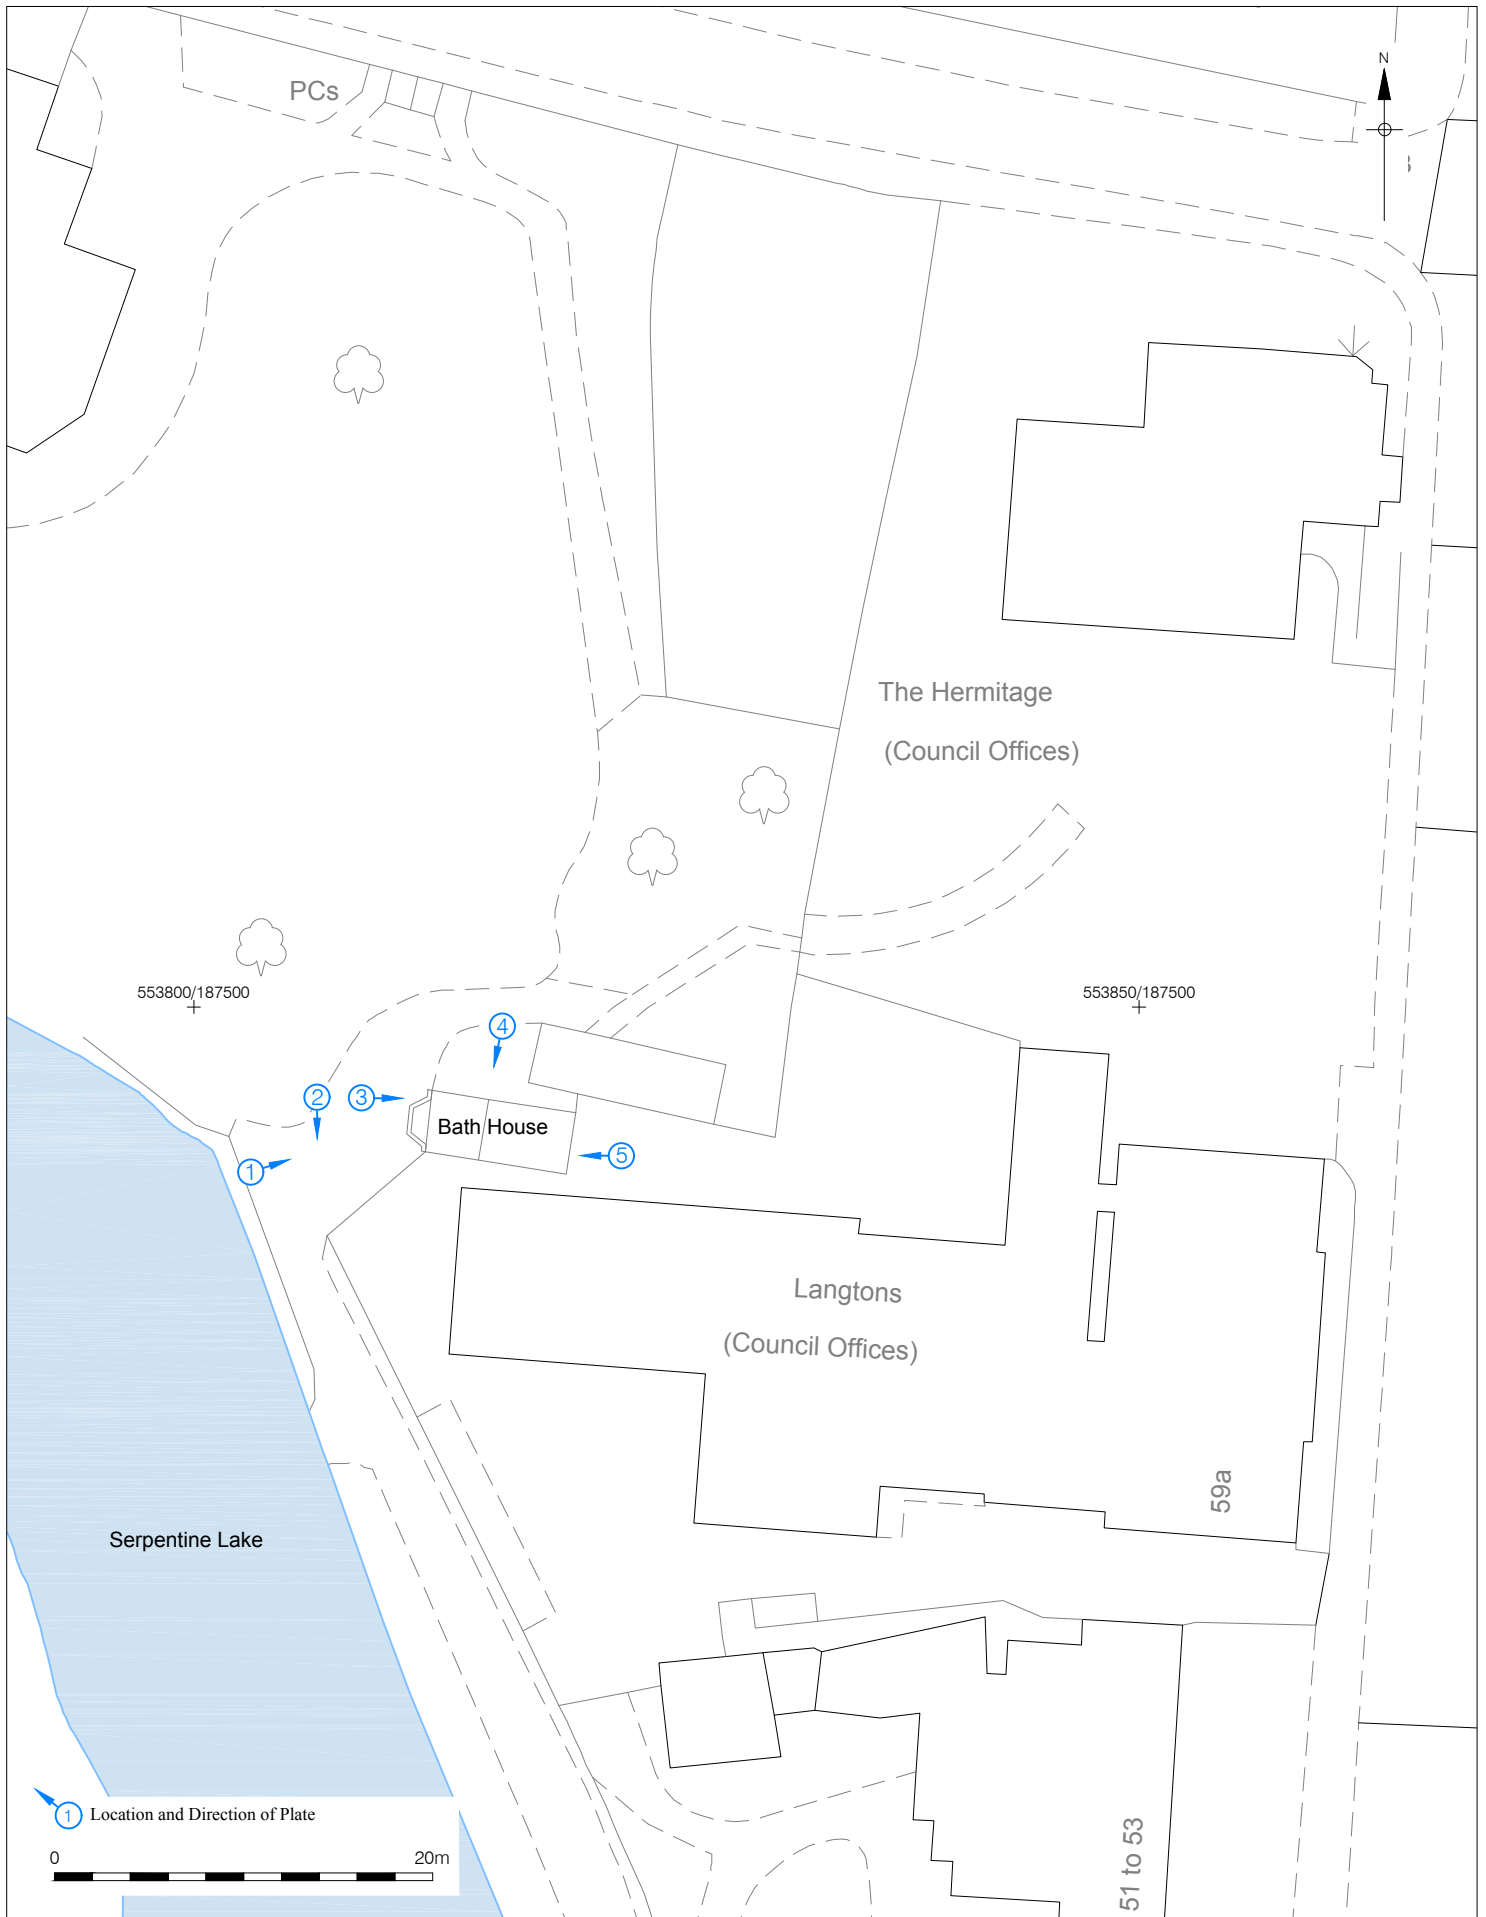 PCs
N
The Hermitage
(Council Offices)
553800/187500
553850/187500
4
2
3
Bath House
5
1
Langtons
(Council Offices)
59a
Serpentine Lake
1 Location and Direction of Plate
51 to 53
0 20m